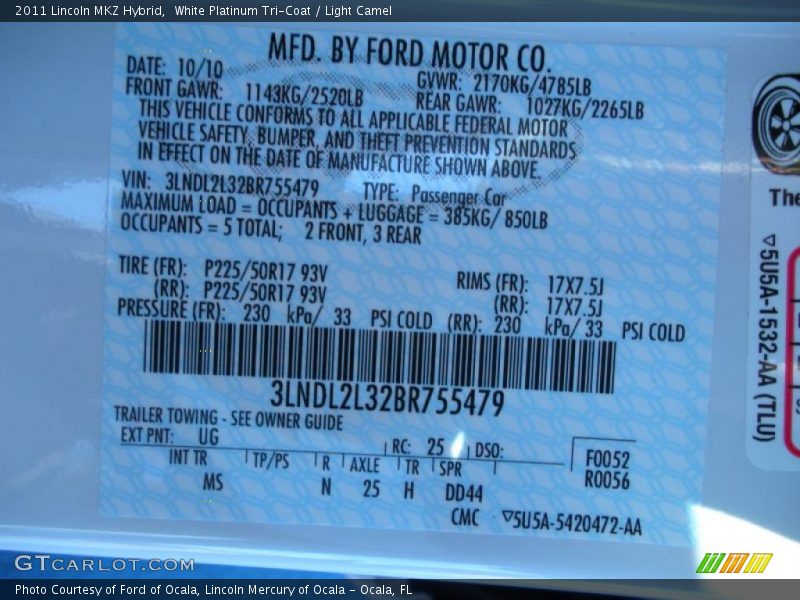 2011 Lincoln MKZ Hybrid, White Platinum Tri-Coat / Light Camel
MFD. BY FORD MOTOR CO.
DATE: 10/10 GVWR: 2170KG/4785LB
FRONT GAWR: 1143KG/2520LB REAR GAWR: 1027KG/2265LB
THIS VEHICLE CONFORMS TO ALL APPLICABLE FEDERAL MOTOR
VEHICLE SAFETY, BUMPER, AND THEFT PREVENTION STANDARDS
IN EFFECT ON THE DATE OF MANUFACTURE SHOWN ABOVE.
VIN: 3LNDL2L32BR755479 TYPE: Passenger Car
MAXIMUM LOAD = OCCUPANTS + LUGGAGE = 385KG/ 850LB
OCCUPANTS = 5 TOTAL; 2 FRONT, 3 REAR
TIRE (FR): P225/50R17 93V RIMS (FR): 17X7.5J
(RR): P225/50R17 93V (RR): 17X7.5J
PRESSURE (FR): 230 kPa/ 33 PSI COLD (RR): 230 kPa/ 33 PSI COLD
3LNDL2L32BR755479
TRAILER TOWING - SEE OWNER GUIDE
EXT PNT: UG RC: 25 DSO: F0052
INT TR TP/PS R AXLE TR SPR R0056
MS N 25 H DD44
CMC ▽5U5A-5420472-AA
The
▽5U5A-1532-AA (TLU)
GTCARLOT.COM
Photo Courtesy of Ford of Ocala, Lincoln Mercury of Ocala - Ocala, FL